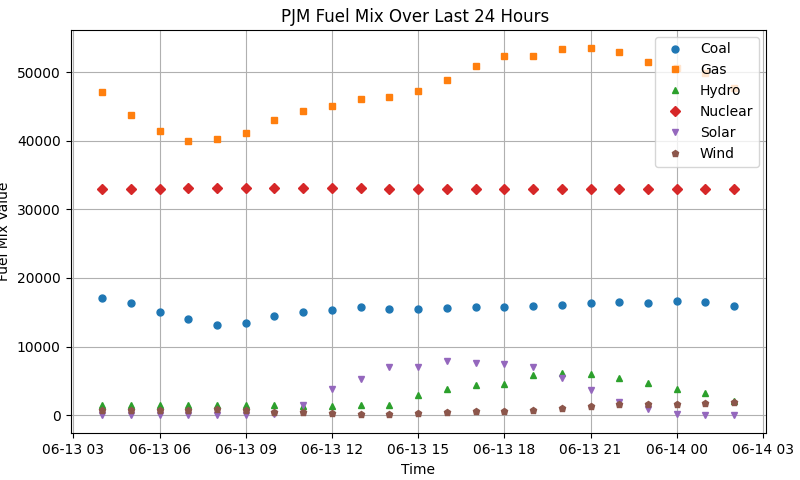 PJM Fuel Mix Over Last 24 Hours
Coal
Gas
Hydro
Nuclear
Solar
Wind
50000
40000
30000
20000
10000
0
Fuel Mix Value
06-13 03 06-13 06 06-13 09 06-13 12 06-13 15 06-13 18 06-13 21 06-14 00 06-14 03
Time